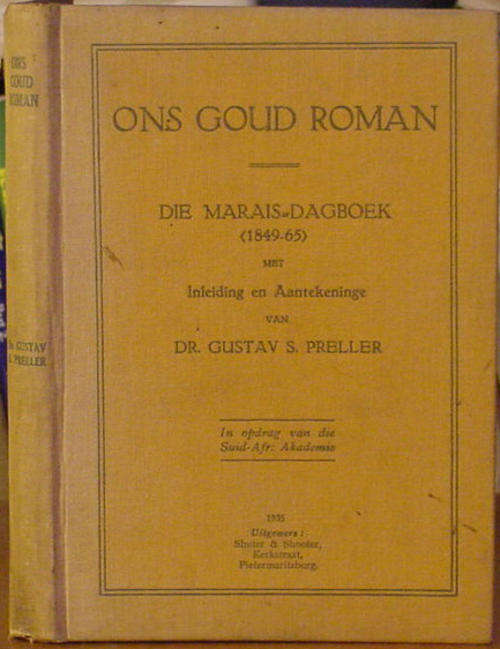 ONS
GOUD
ROMAN
DR. GUSTAV
S. PRELLER
ONS GOUD ROMAN
DIE MARAIS-DAGBOEK
(1849-65)
MET
Inleiding en Aantekeninge
VAN
DR. GUSTAV S. PRELLER
In opdrag van die
Suid-Afr: Akademie
1935
Uitgewers :
Shuter & Shooter,
Kerkstraat,
Pietermaritzburg.